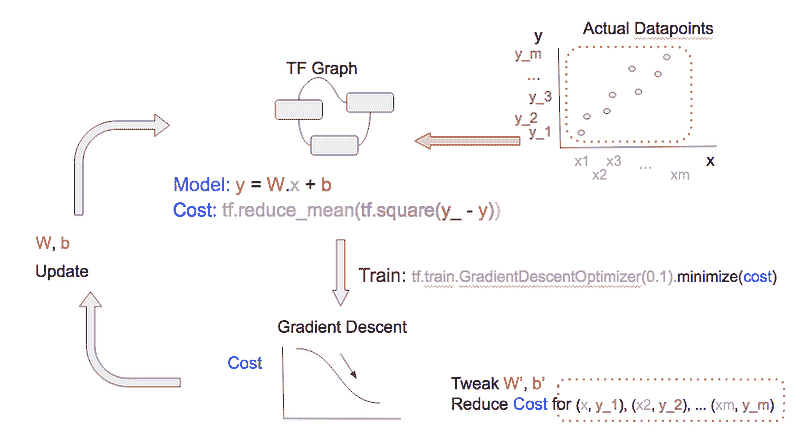 Actual Datapoints
y
y_m
...
y_3
y_2
y_1
x1 x3 ... x
x2 xm
TF Graph
Model: y = W.x + b
Cost: tf.reduce_mean(tf.square(y_ - y))
W, b
Update
Train: tf.train.GradientDescentOptimizer(0.1).minimize(cost)
Gradient Descent
Cost
Tweak W', b'
Reduce Cost for (x, y_1), (x2, y_2), ... (xm, y_m)